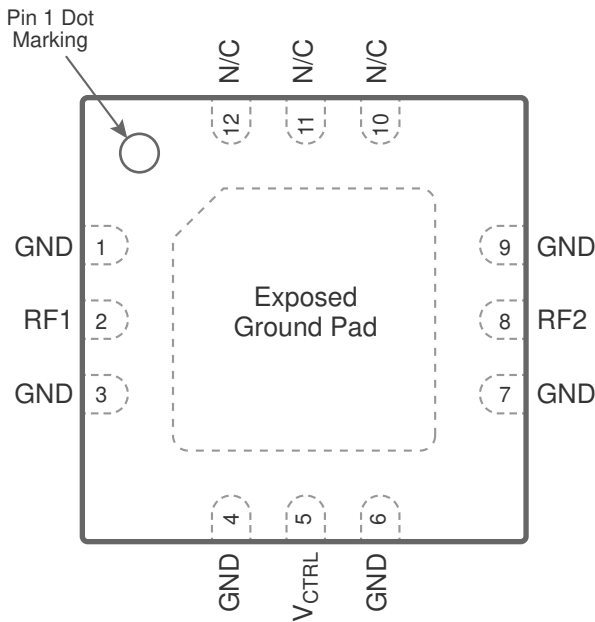 Pin 1 Dot
Marking
N/C
N/C
N/C
12
11
10
GND 1
9 GND
RF1 2
Exposed
Ground Pad
8 RF2
GND 3
7 GND
4
5
6
GND
VCTRL
GND